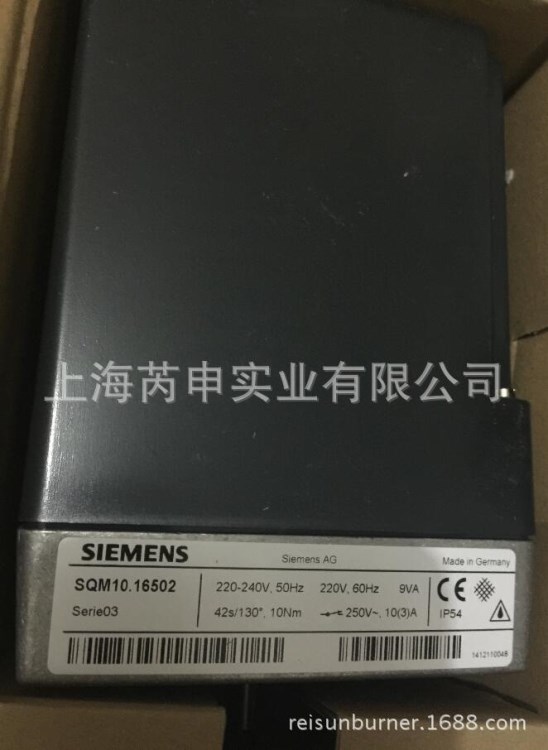 上海芮申实业有限公司
SIEMENS Siemens AG Made in Germany
SQM10.16502 220-240V, 50Hz 220V, 60Hz 9VA CE
Serie03 42s/130°, 10Nm 250V~, 10(3)A IP54
1412110048
reisunburner.1688.com